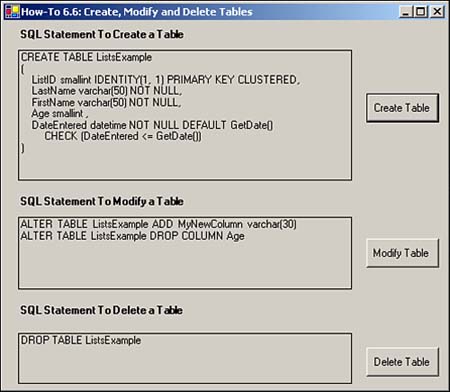 How-To 6.6: Create, Modify and Delete Tables
SQL Statement To Create a Table
CREATE TABLE ListsExample
(
ListID smallint IDENTITY(1, 1) PRIMARY KEY CLUSTERED,
LastName varchar(50) NOT NULL,
FirstName varchar(50) NOT NULL,
Age smallint ,
DateEntered datetime NOT NULL DEFAULT GetDate()
CHECK (DateEntered <= GetDate())
)
Create Table
SQL Statement To Modify a Table
ALTER TABLE ListsExample ADD MyNewColumn varchar(30)
ALTER TABLE ListsExample DROP COLUMN Age
Modify Table
SQL Statement To Delete a Table
DROP TABLE ListsExample
Delete Table